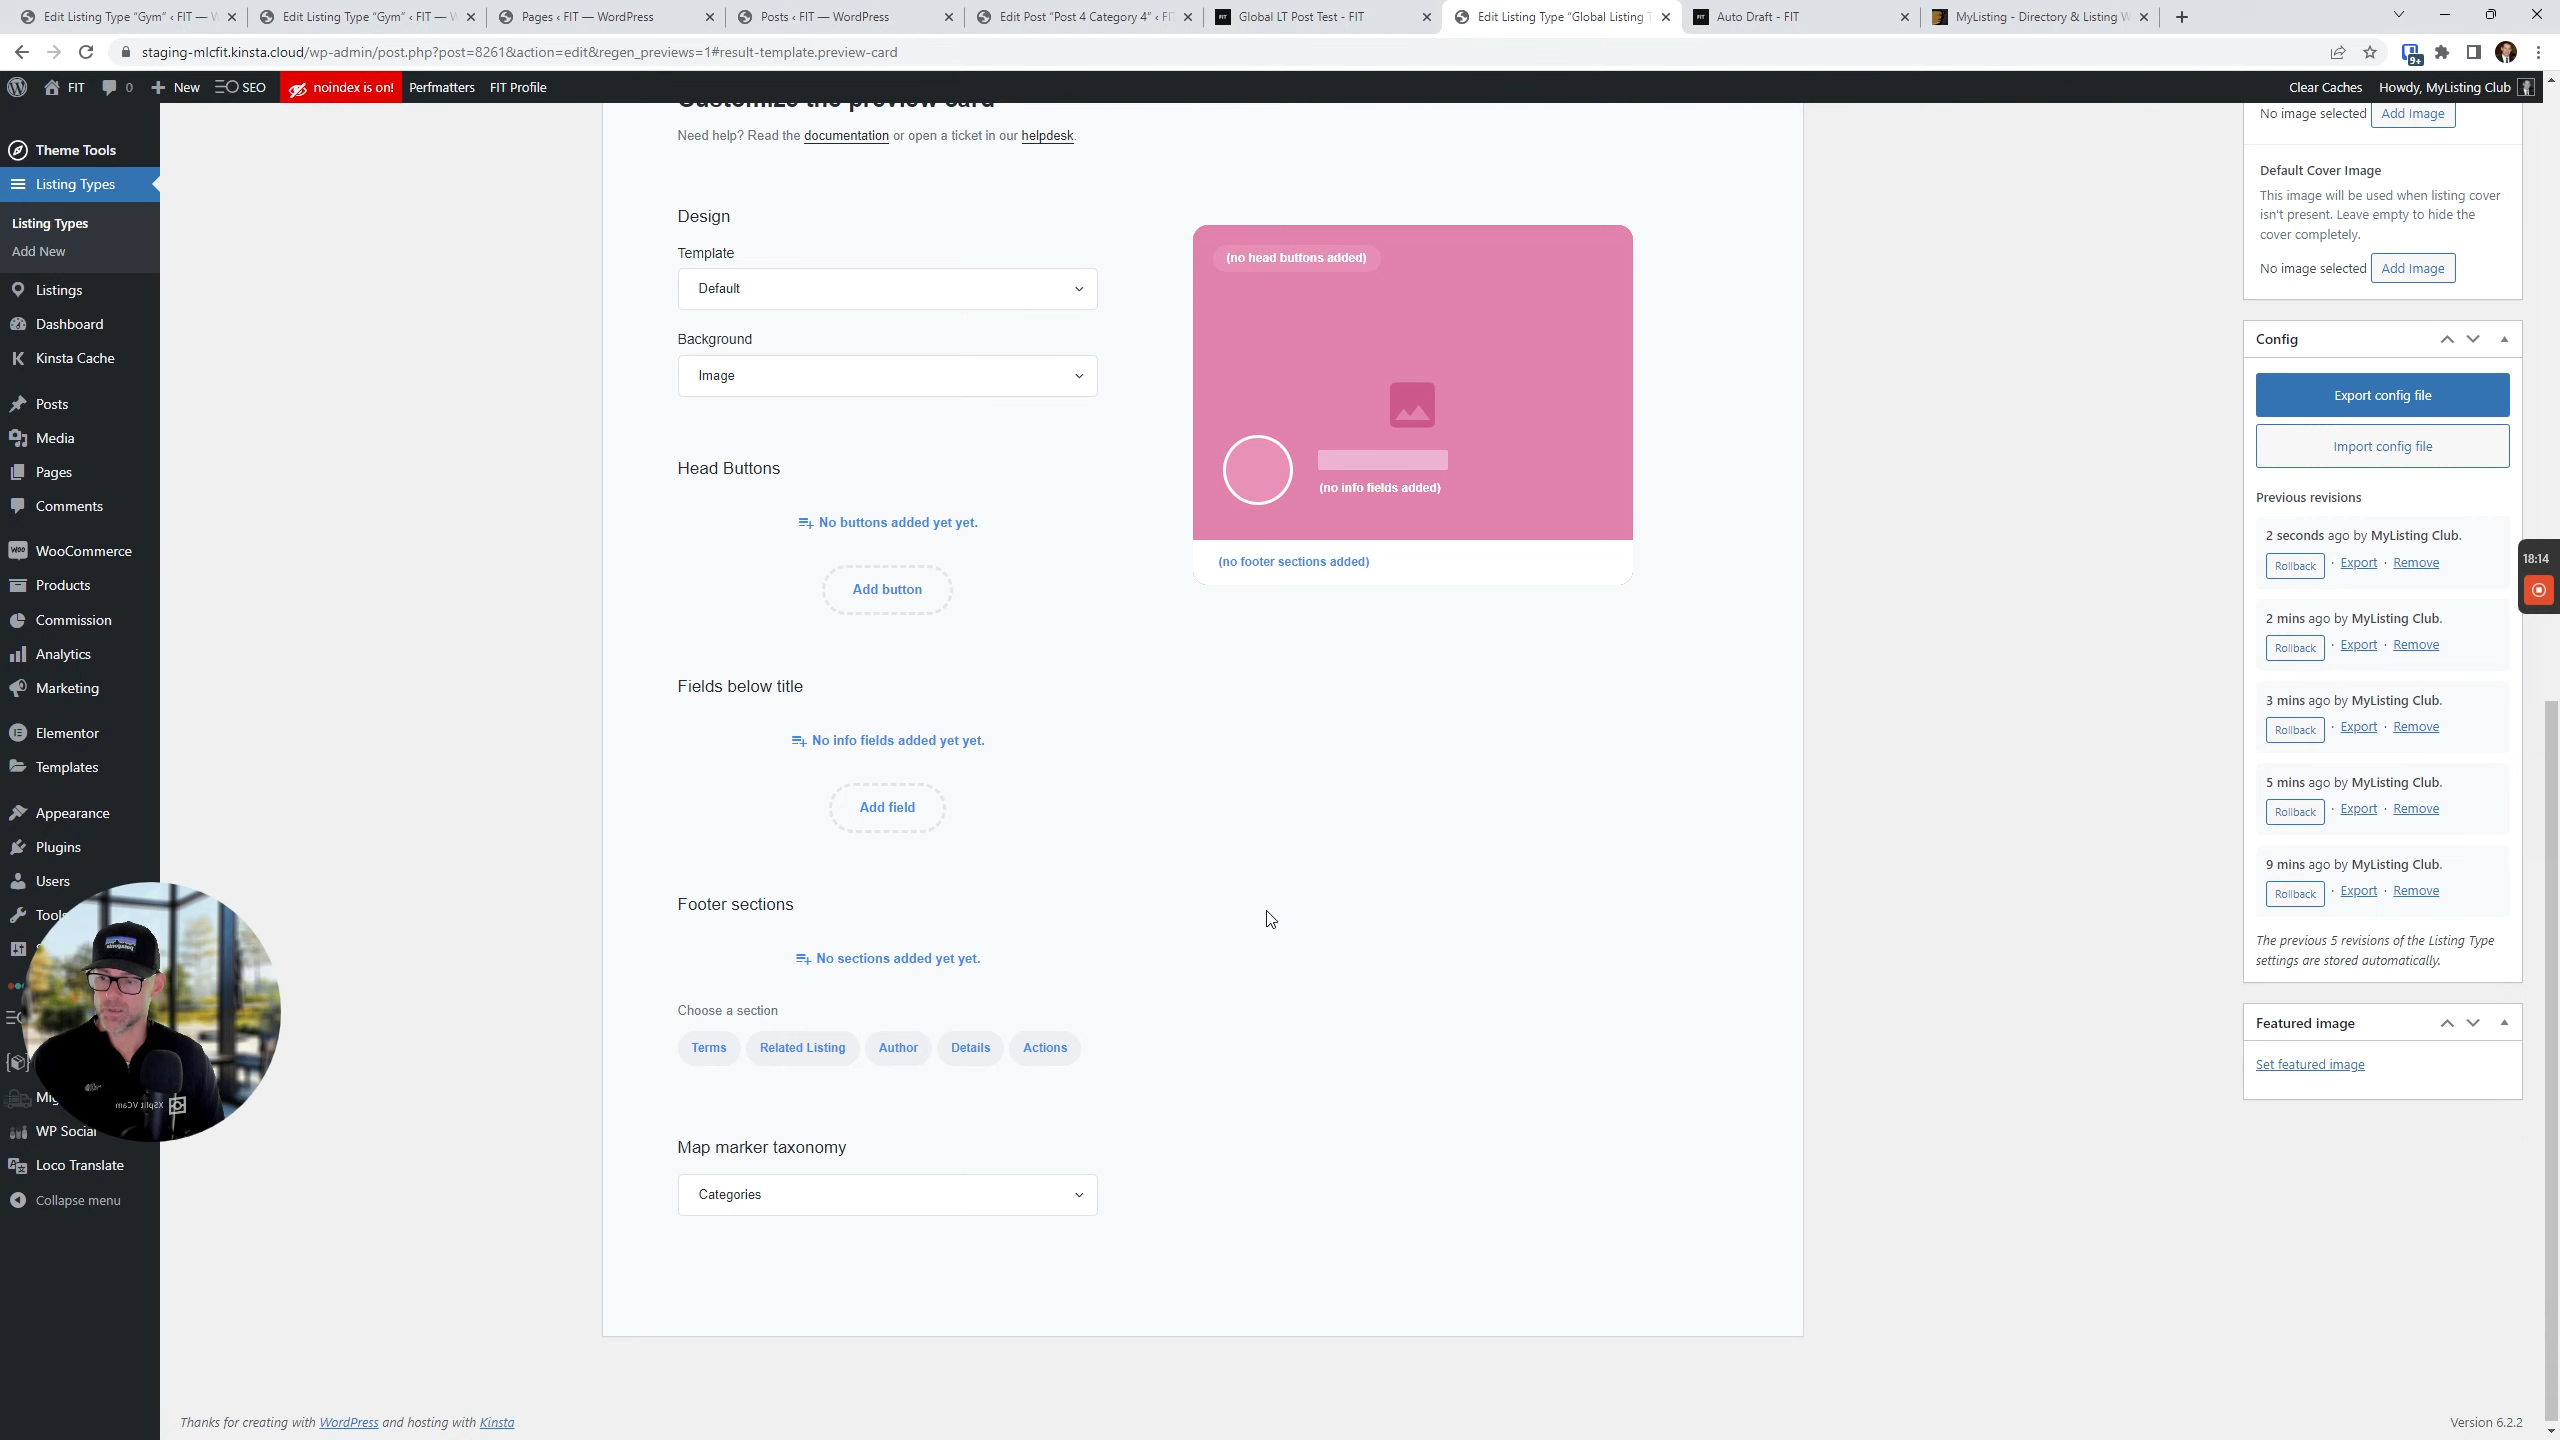 Edit Listing Type "Gym" ‹ FIT — W
Edit Listing Type "Gym" ‹ FIT — W
Pages ‹ FIT — WordPress
Posts ‹ FIT — WordPress
Edit Post "Post 4 Category 4" ‹ FIT
Global LT Post Test - FIT
Edit Listing Type "Global Listing T
Auto Draft - FIT
MyListing - Directory & Listing W
staging-mlcfit.kinsta.cloud/wp-admin/post.php?post=8261&action=edit&regen_previews=1#result-template.preview-card
9+
FIT
0
New
SEO
noindex is on!
Perfmatters
FIT Profile
Clear Caches
Howdy, MyListing Club
Theme Tools
Listing Types
Listing Types
Add New
Listings
Dashboard
Kinsta Cache
Posts
Media
Pages
Comments
WooCommerce
Products
Commission
Analytics
Marketing
Elementor
Templates
Appearance
Plugins
Users
Tools
WP Social
Loco Translate
Collapse menu
XSplit VCam
Customize the preview card
Need help? Read the documentation or open a ticket in our helpdesk.
Design
Template
Default
Background
Image
Head Buttons
No buttons added yet yet.
Add button
Fields below title
No info fields added yet yet.
Add field
Footer sections
No sections added yet yet.
Choose a section
Terms
Related Listing
Author
Details
Actions
Map marker taxonomy
Categories
(no head buttons added)
(no info fields added)
(no footer sections added)
No image selected
Add Image
Default Cover Image
This image will be used when listing cover
isn't present. Leave empty to hide the
cover completely.
No image selected
Add Image
Config
Export config file
Import config file
Previous revisions
2 seconds ago by MyListing Club.
Rollback · Export · Remove
2 mins ago by MyListing Club.
Rollback · Export · Remove
3 mins ago by MyListing Club.
Rollback · Export · Remove
5 mins ago by MyListing Club.
Rollback · Export · Remove
9 mins ago by MyListing Club.
Rollback · Export · Remove
The previous 5 revisions of the Listing Type
settings are stored automatically.
Featured image
Set featured image
18:14
Thanks for creating with WordPress and hosting with Kinsta
Version 6.2.2